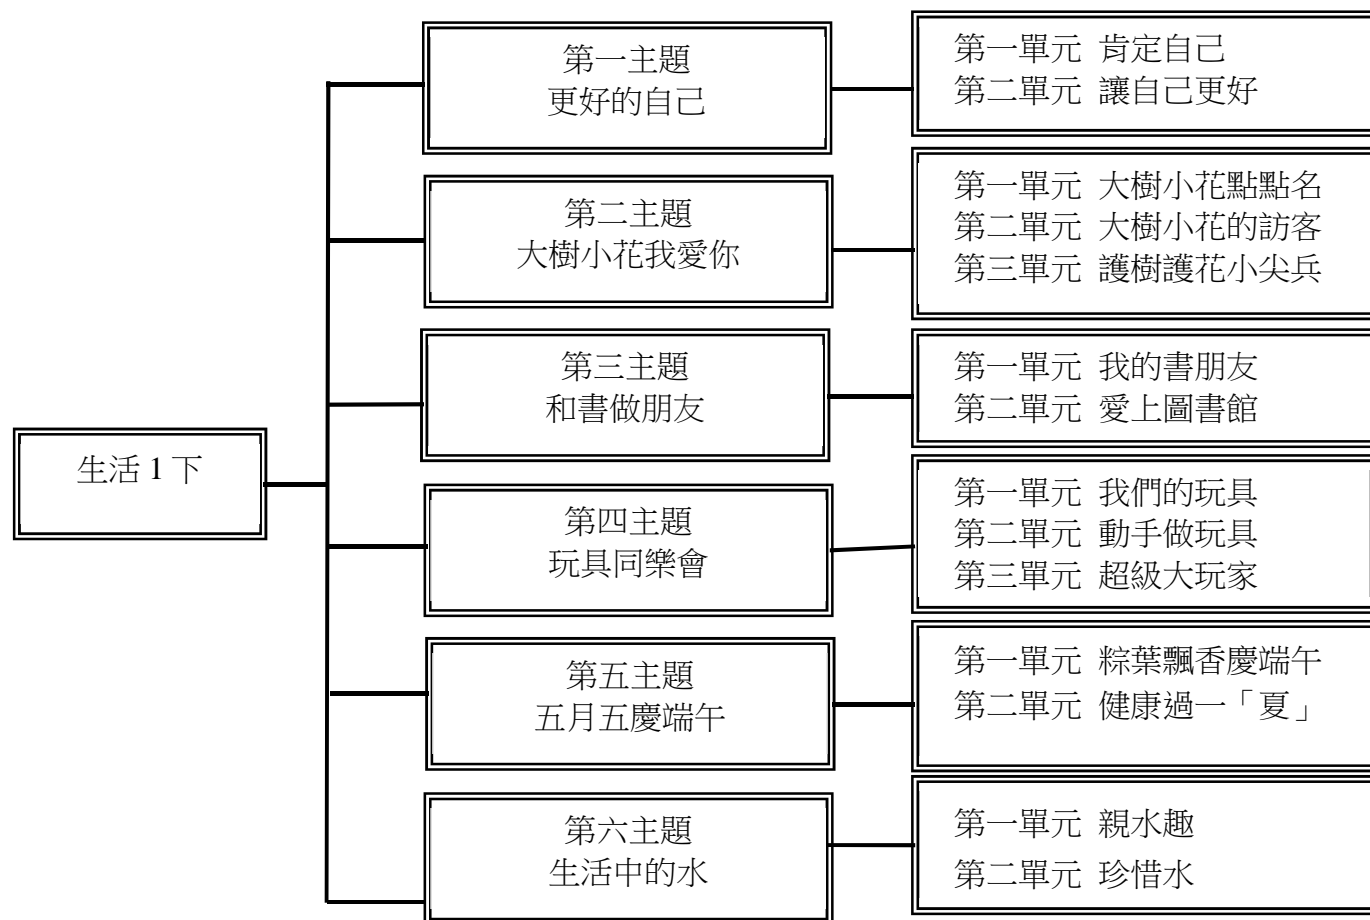 生活 1 下
第一主題
更好的自己
第一單元 肯定自己
第二單元 讓自己更好
第二主題
大樹小花我愛你
第一單元 大樹小花點點名
第二單元 大樹小花的訪客
第三單元 護樹護花小尖兵
第三主題
和書做朋友
第一單元 我的書朋友
第二單元 愛上圖書館
第四主題
玩具同樂會
第一單元 我們的玩具
第二單元 動手做玩具
第三單元 超級大玩家
第五主題
五月五慶端午
第一單元 粽葉飄香慶端午
第二單元 健康過一「夏」
第六主題
生活中的水
第一單元 親水趣
第二單元 珍惜水